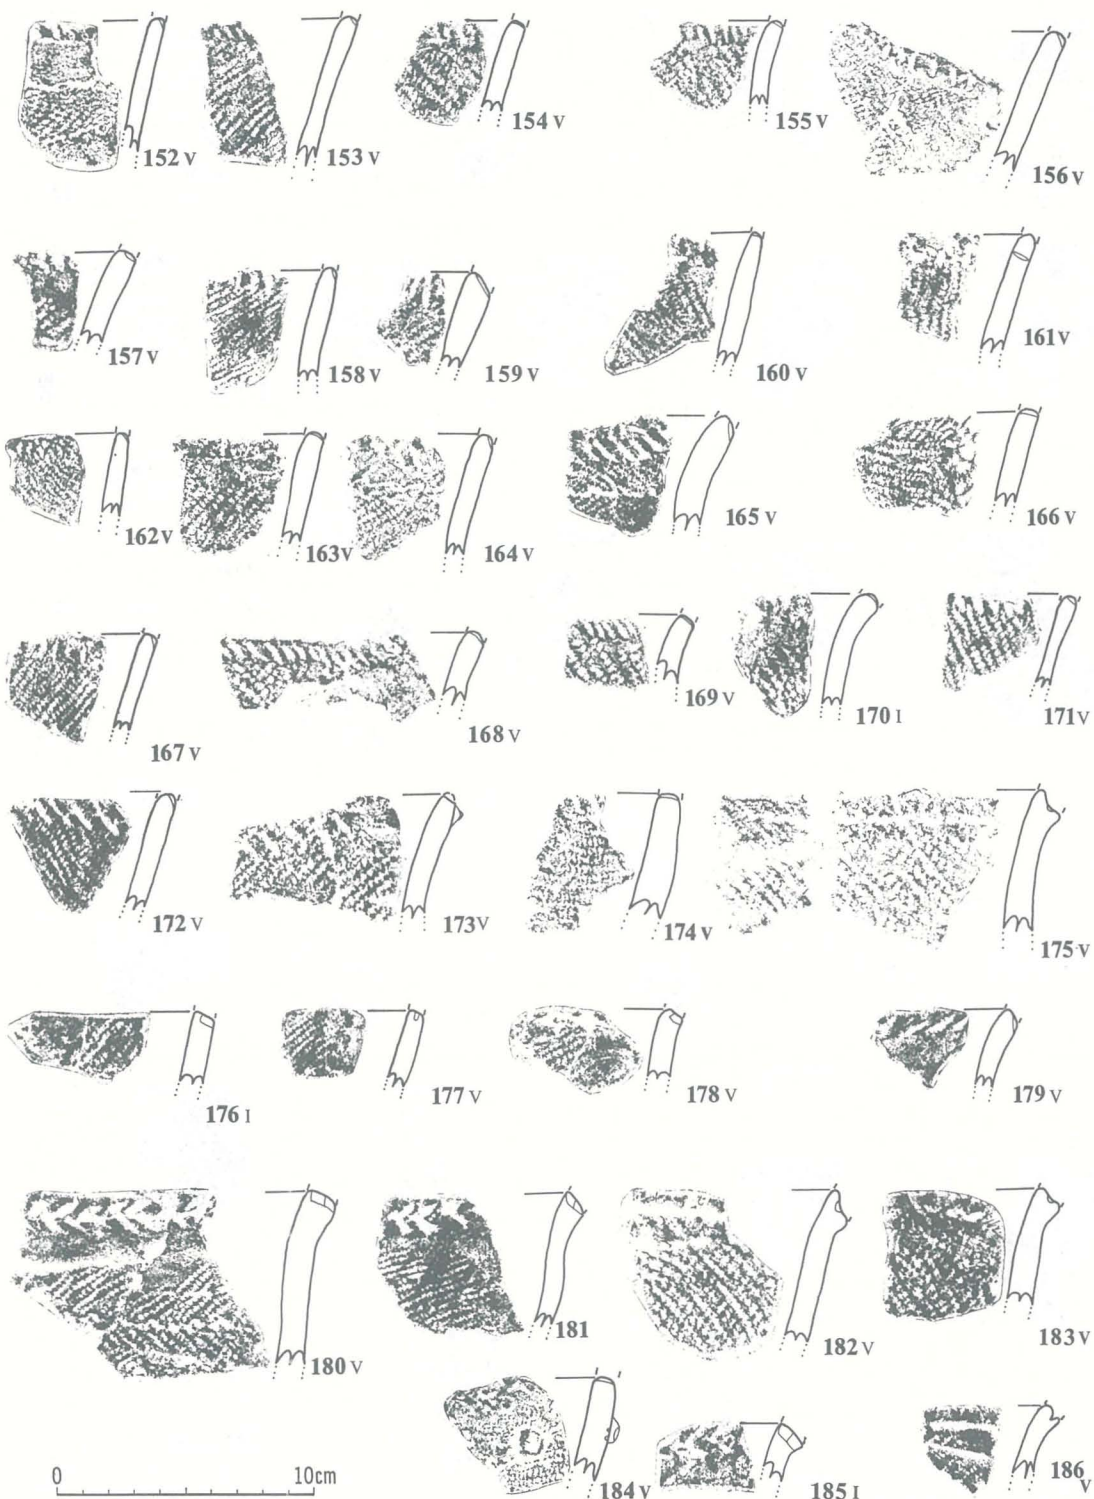 152 V 153 V 154 V 155 V 156 V
157 V 158 V 159 V 160 V 161 V
162 V 163 V 164 V 165 V 166 V
167 V 168 V 169 V 170 I 171 V
172 V 173 V 174 V 175 V
176 I 177 V 178 V 179 V
180 V 181 182 V 183 V
184 V 185 I 186 V
0 10cm